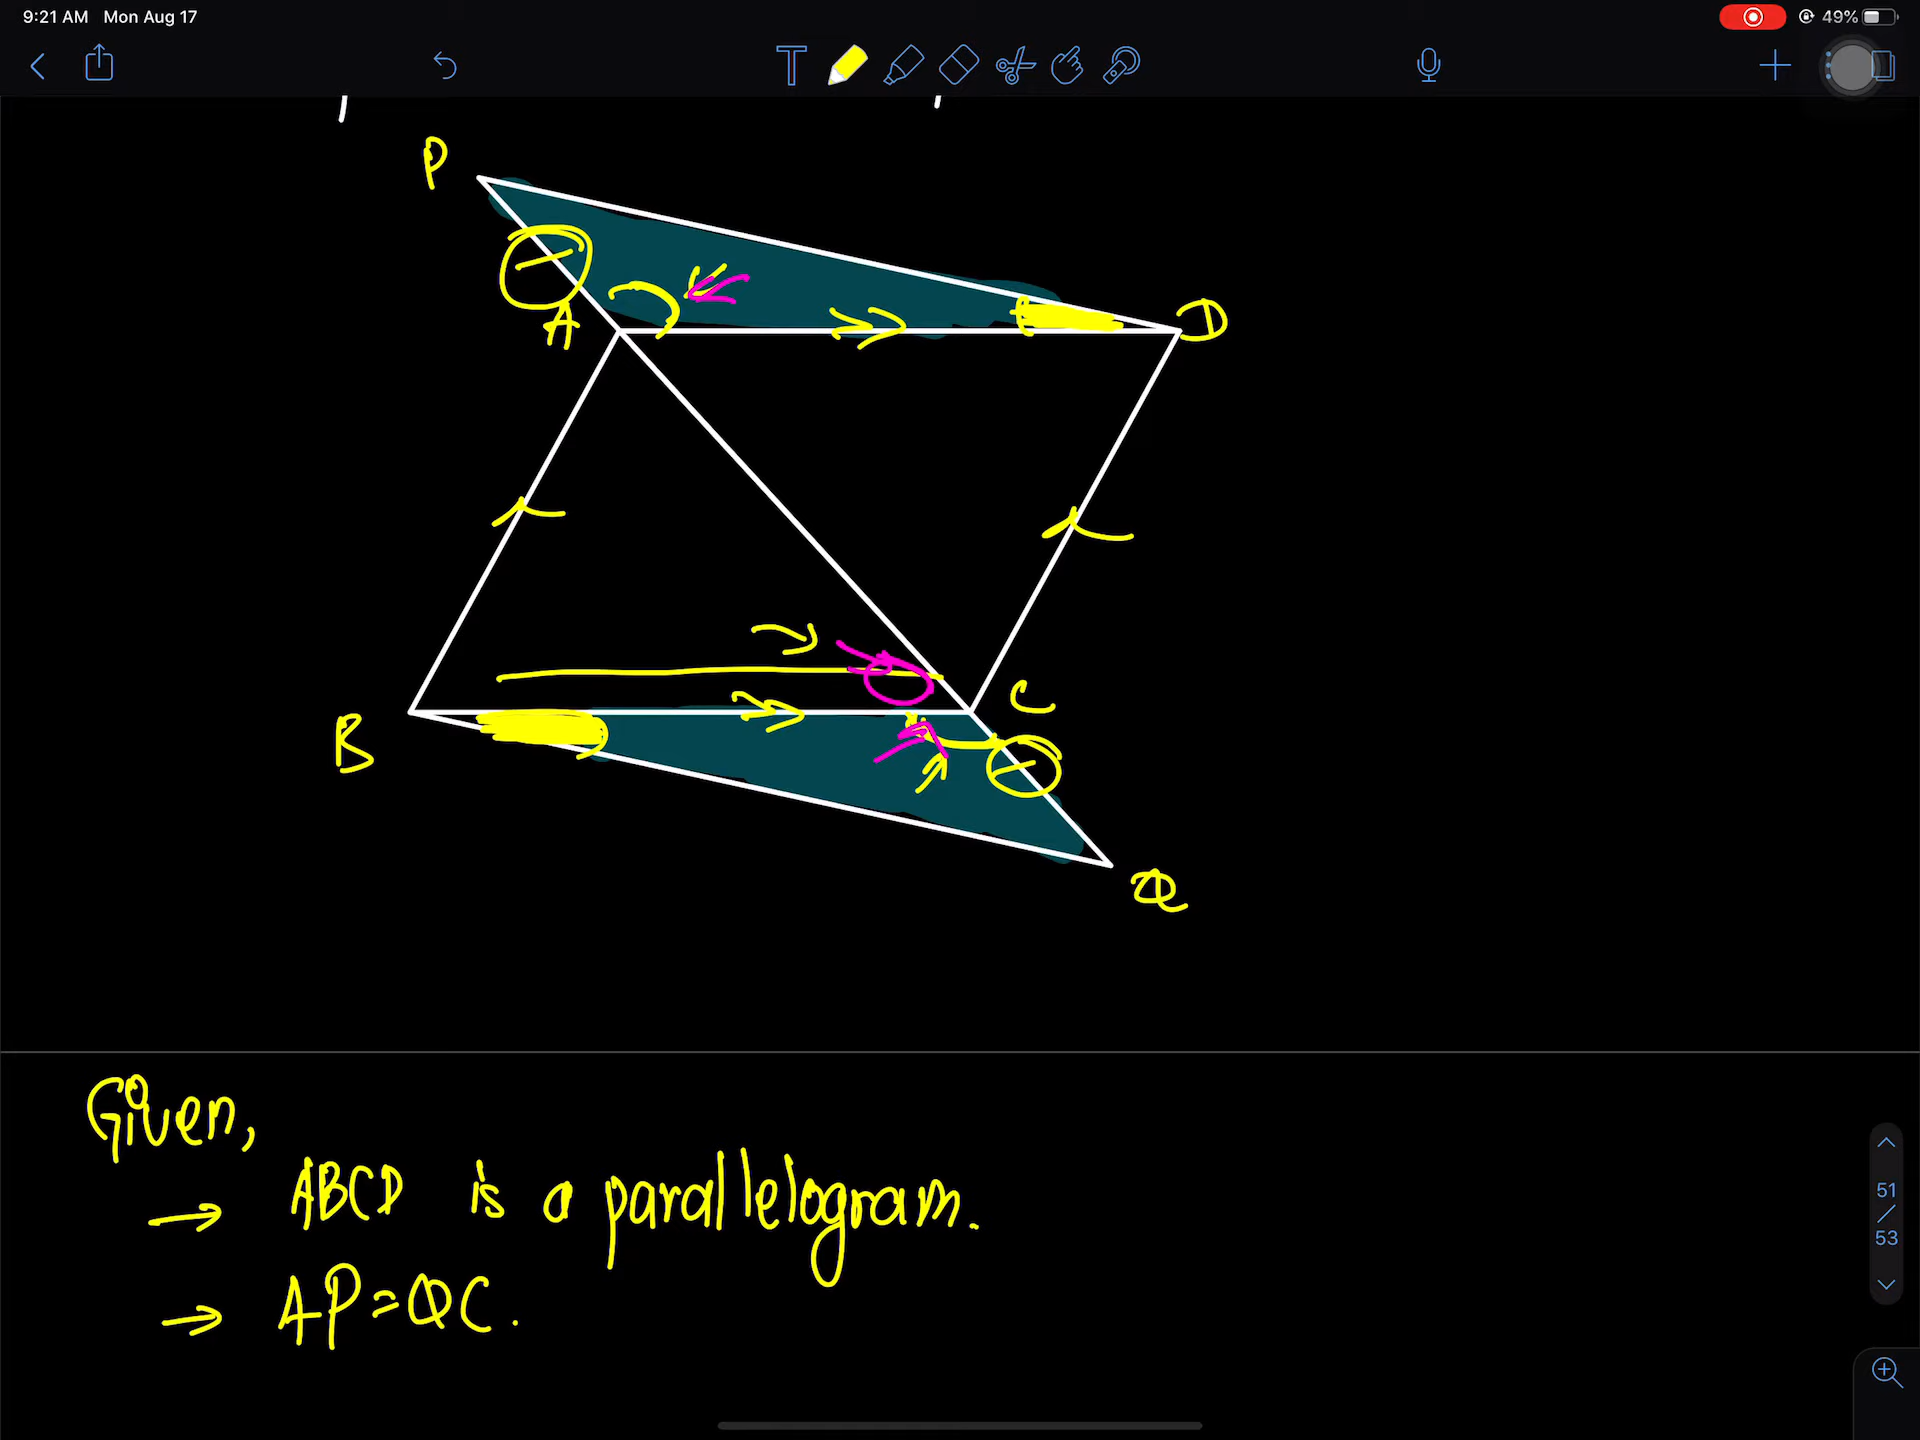 9:21 AM Mon Aug 17
49%
P
A
D
B
C
Q
Given,
→ ABCD is a parallelogram.
→ AP=QC.
51
/
53